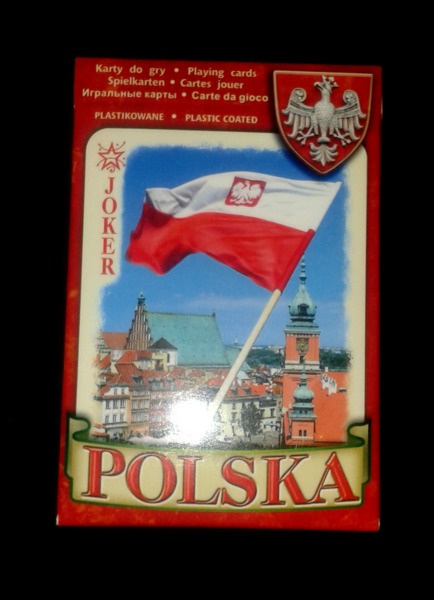 Karty do gry • Playing cards
Spielkarten • Cartes jouer
Игральные карты • Carte da gioco
PLASTIKOWANE • PLASTIC COATED
JOKER
POLSKA